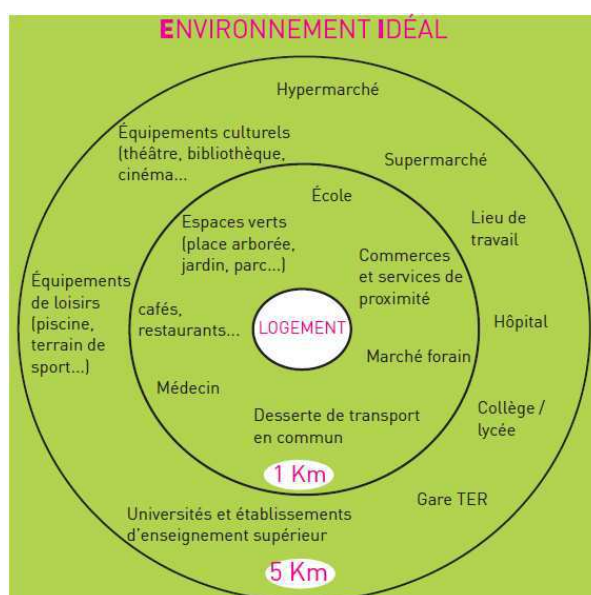 ENVIRONNEMENT IDÉAL
Hypermarché
Équipements culturels
(théâtre, bibliothèque,
cinéma...
Supermarché
École
Espaces verts
(place arborée,
jardin, parc...)
Lieu de
travail
Commerces
et services de
proximité
Équipements
de loisirs
(piscine,
terrain de
sport...)
cafés,
restaurants...
LOGEMENT
Hôpital
Marché forain
Médecin
Desserte de transport
en commun
Collège /
lycée
1 Km
Gare TER
Universités et établissements
d'enseignement supérieur
5 Km